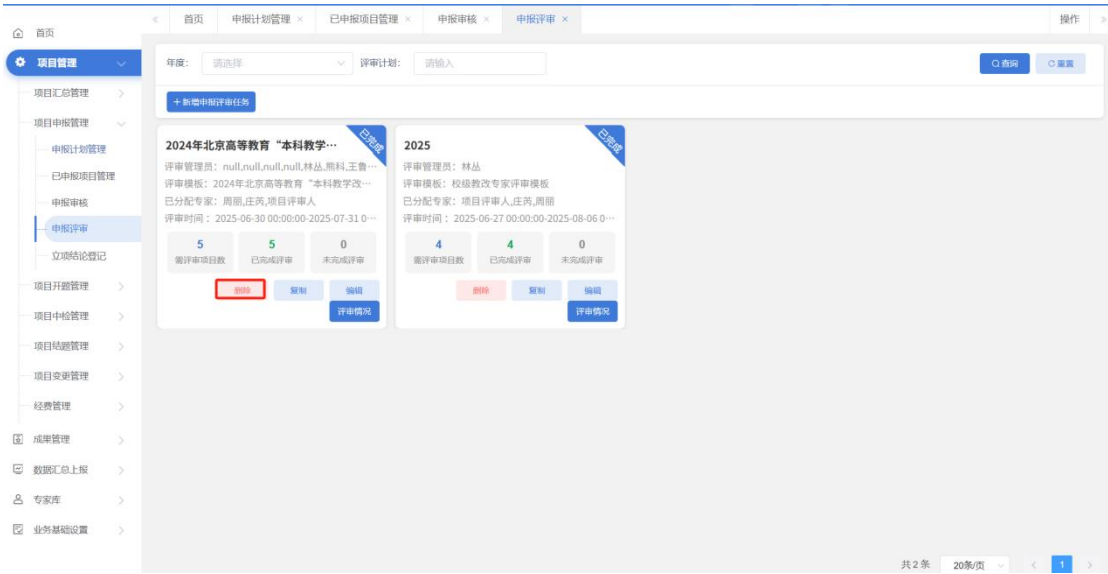 首页 申报计划管理 × 已申报项目管理 × 申报审核 × 申报评审 × 操作
首页
项目管理
项目汇总管理
项目申报管理
申报计划管理
已申报项目管理
申报审核
申报评审
立项结论登记
项目开题管理
项目中检管理
项目结题管理
项目变更管理
经费管理
成果管理
数据汇总上报
专家库
业务基础设置
年度： 请选择 评审计划： 请输入 查询 重置
+ 新增申报评审任务
2024年北京高等教育“本科教学…
已完成
评审管理员：null,null,null,null,林丛,熊科,王鲁…
评审模板：2024年北京高等教育“本科教学改…
已分配专家：周丽,庄芮,项目评审人
评审时间：2025-06-30 00:00:00-2025-07-31 0…
5 5 0
需评审项目数 已完成评审 未完成评审
删除 复制 编辑
评审情况
2025
已完成
评审管理员：林丛
评审模板：校级教改专家评审模板
已分配专家：项目评审人,庄芮,周丽
评审时间：2025-06-27 00:00:00-2025-08-06 0…
4 4 0
需评审项目数 已完成评审 未完成评审
删除 复制 编辑
评审情况
共 2 条 20条/页 1